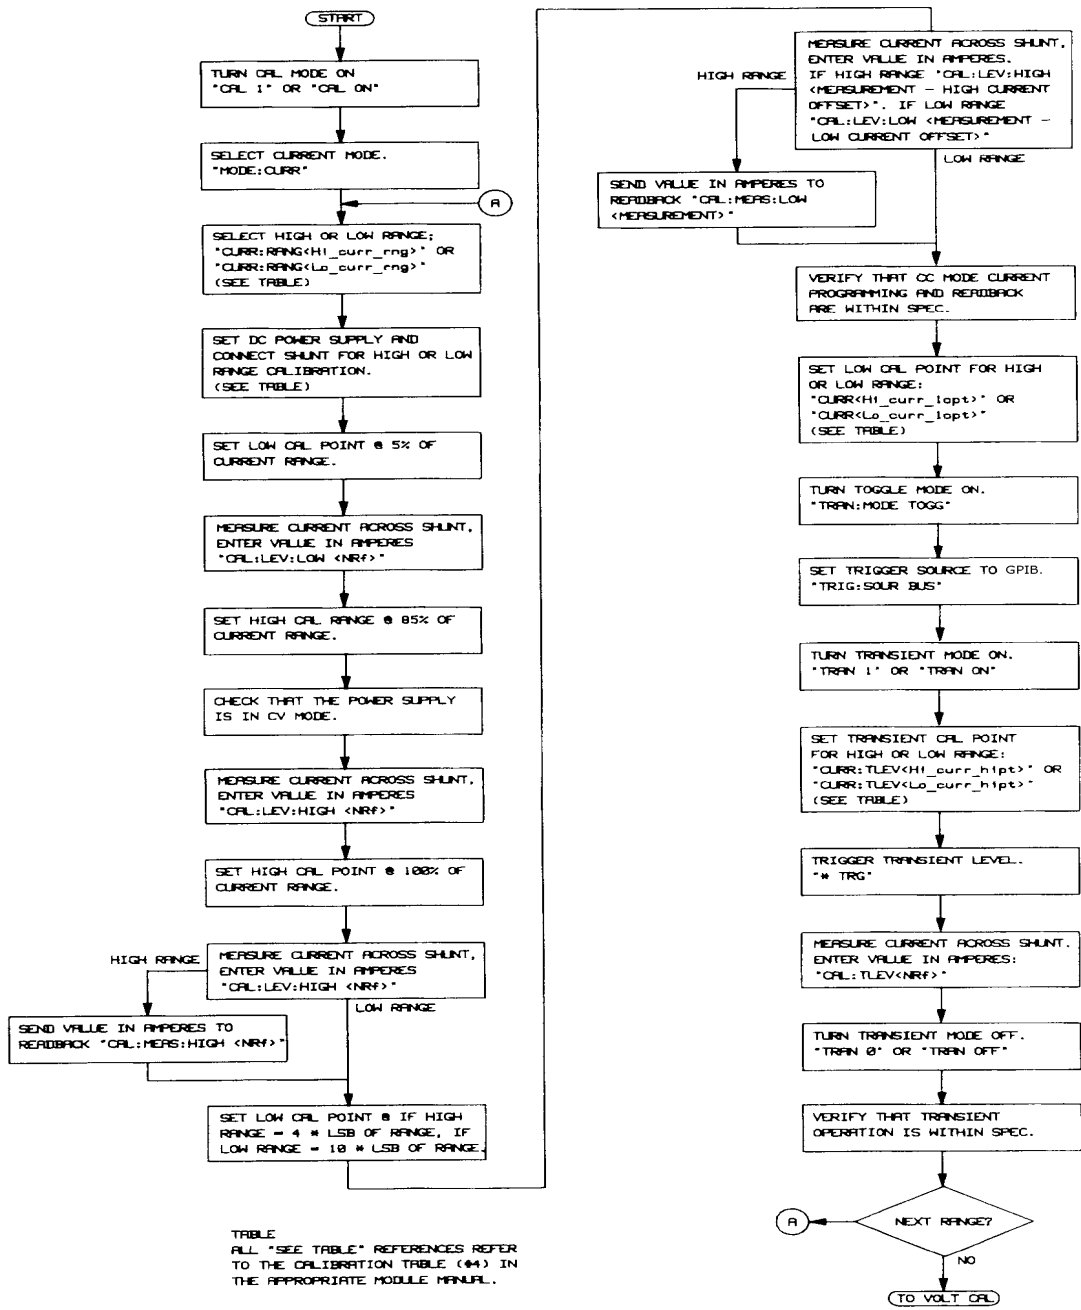 START
TURN CAL MODE ON
"CAL 1" OR "CAL ON"
SELECT CURRENT MODE.
"MODE:CURR"
A
SELECT HIGH OR LOW RANGE;
"CURR:RANG<Hi_curr_rng>" OR
"CURR:RANG<Lo_curr_rng>"
(SEE TABLE)
SET DC POWER SUPPLY AND
CONNECT SHUNT FOR HIGH OR LOW
RANGE CALIBRATION.
(SEE TABLE)
SET LOW CAL POINT @ 5% OF
CURRENT RANGE.
MEASURE CURRENT ACROSS SHUNT,
ENTER VALUE IN AMPERES
"CAL:LEV:LOW <NRf>"
SET HIGH CAL RANGE @ 85% OF
CURRENT RANGE.
CHECK THAT THE POWER SUPPLY
IS IN CV MODE.
MEASURE CURRENT ACROSS SHUNT,
ENTER VALUE IN AMPERES
"CAL:LEV:HIGH <NRf>"
SET HIGH CAL POINT @ 100% OF
CURRENT RANGE.
HIGH RANGE
MEASURE CURRENT ACROSS SHUNT,
ENTER VALUE IN AMPERES
"CAL:LEV:HIGH <NRf>"
LOW RANGE
SEND VALUE IN AMPERES TO
READBACK "CAL:MEAS:HIGH <NRf>"
SET LOW CAL POINT @ IF HIGH
RANGE = 4 * LSB OF RANGE, IF
LOW RANGE = 10 * LSB OF RANGE.
TABLE
ALL "SEE TABLE" REFERENCES REFER
TO THE CALIBRATION TABLE (#4) IN
THE APPROPRIATE MODULE MANUAL.
HIGH RANGE
MEASURE CURRENT ACROSS SHUNT,
ENTER VALUE IN AMPERES.
IF HIGH RANGE "CAL:LEV:HIGH
<MEASUREMENT - HIGH CURRENT
OFFSET>". IF LOW RANGE
"CAL:LEV:LOW <MEASUREMENT -
LOW CURRENT OFFSET>"
LOW RANGE
SEND VALUE IN AMPERES TO
READBACK "CAL:MEAS:LOW
<MEASUREMENT>"
VERIFY THAT CC MODE CURRENT
PROGRAMMING AND READBACK
ARE WITHIN SPEC.
SET LOW CAL POINT FOR HIGH
OR LOW RANGE:
"CURR<Hi_curr_lopt>" OR
"CURR<Lo_curr_lopt>"
(SEE TABLE)
TURN TOGGLE MODE ON.
"TRAN:MODE TOGG"
SET TRIGGER SOURCE TO GPIB.
"TRIG:SOUR BUS"
TURN TRANSIENT MODE ON.
"TRAN 1" OR "TRAN ON"
SET TRANSIENT CAL POINT
FOR HIGH OR LOW RANGE:
"CURR:TLEV<Hi_curr_hipt>" OR
"CURR:TLEV<Lo_curr_hipt>"
(SEE TABLE)
TRIGGER TRANSIENT LEVEL.
"* TRG"
MEASURE CURRENT ACROSS SHUNT.
ENTER VALUE IN AMPERES:
"CAL:TLEV<NRf>"
TURN TRANSIENT MODE OFF.
"TRAN 0" OR "TRAN OFF"
VERIFY THAT TRANSIENT
OPERATION IS WITHIN SPEC.
A
NEXT RANGE?
NO
TO VOLT CAL